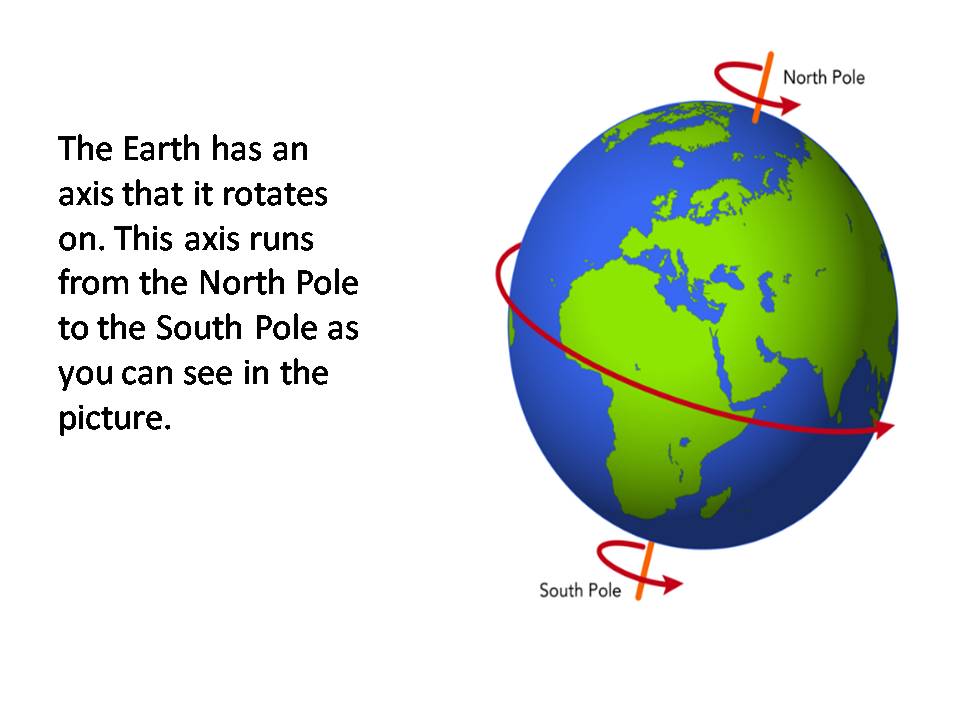 The Earth has an
axis that it rotates
on. This axis runs
from the North Pole
to the South Pole as
you can see in the
picture.
North Pole
South Pole